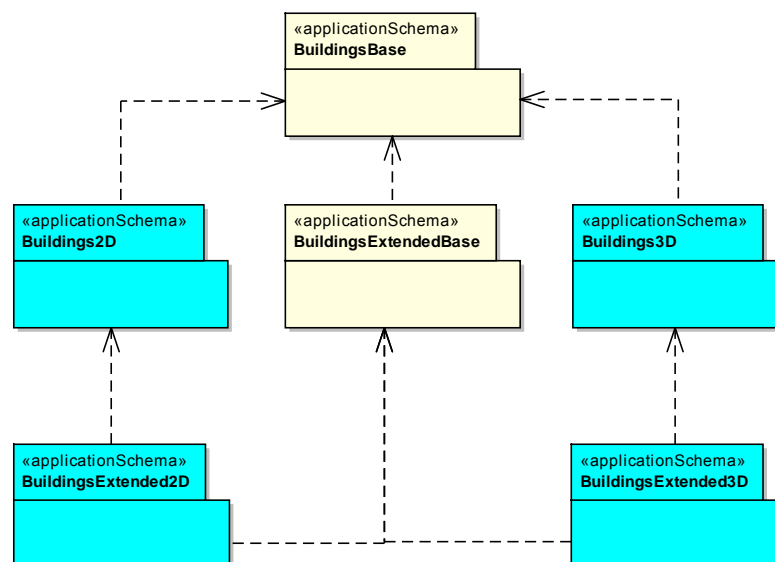 «applicationSchema»
BuildingsBase
«applicationSchema»
Buildings2D
«applicationSchema»
BuildingsExtendedBase
«applicationSchema»
Buildings3D
«applicationSchema»
BuildingsExtended2D
«applicationSchema»
BuildingsExtended3D